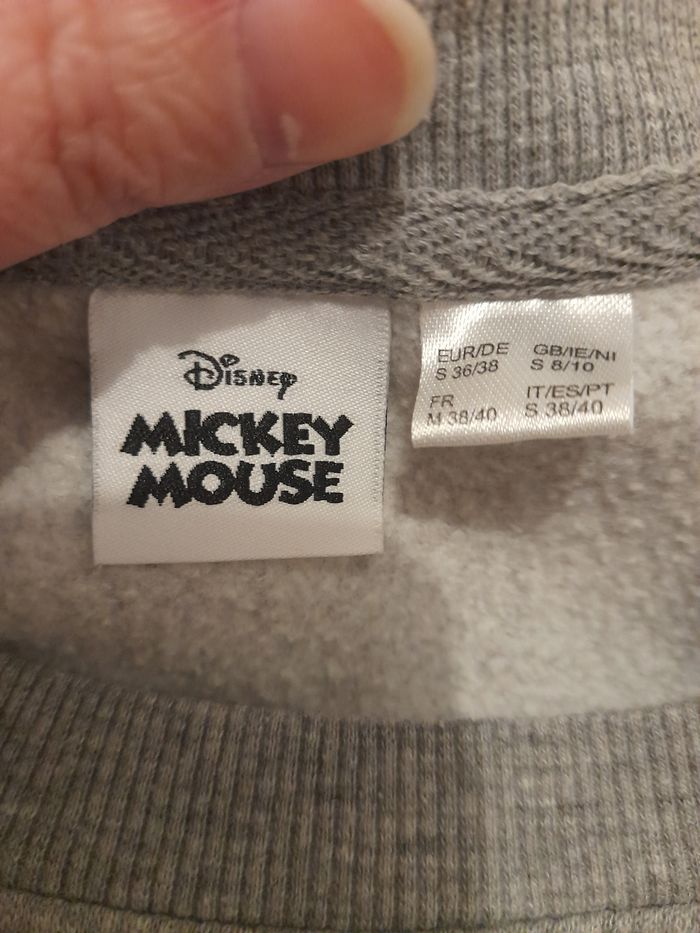 Disney
MICKEY
MOUSE
EUR/DE
S 36/38
GB/IE/NI
S 8/10
FR
M 38/40
IT/ES/PT
S 38/40